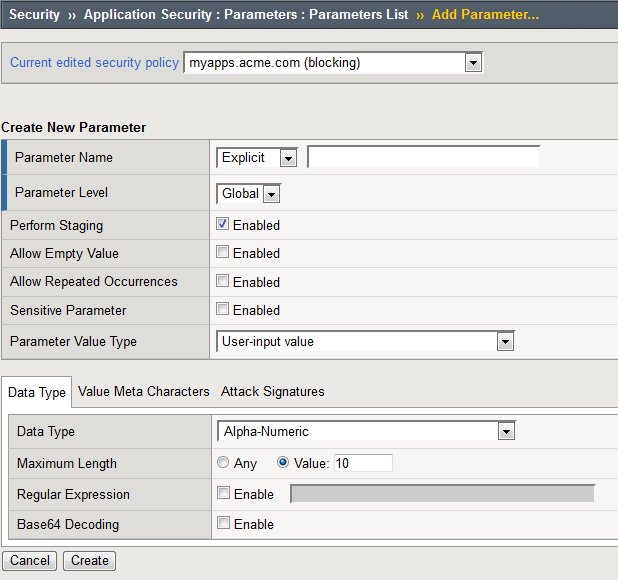 Security ›› Application Security : Parameters : Parameters List ›› Add Parameter...
Current edited security policy myapps.acme.com (blocking)
Create New Parameter
Parameter Name Explicit
Parameter Level Global
Perform Staging Enabled
Allow Empty Value Enabled
Allow Repeated Occurrences Enabled
Sensitive Parameter Enabled
Parameter Value Type User-input value
Data Type Value Meta Characters Attack Signatures
Data Type Alpha-Numeric
Maximum Length Any Value: 10
Regular Expression Enable
Base64 Decoding Enable
Cancel Create